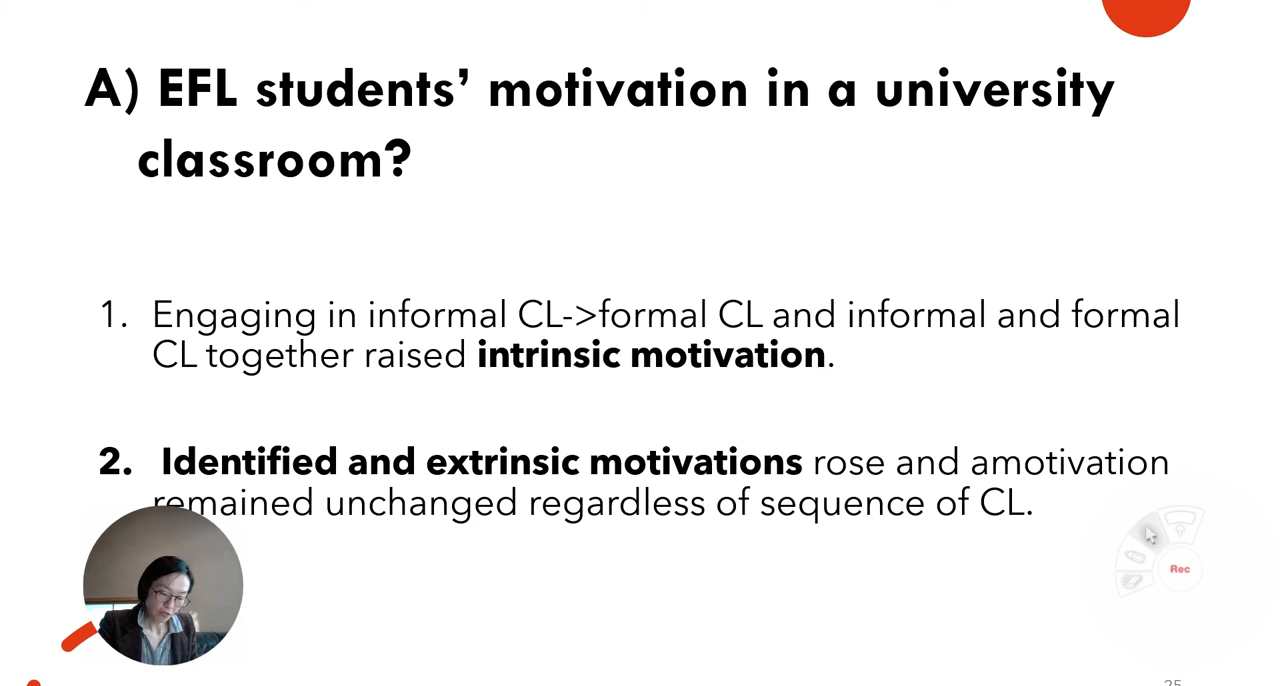 A) EFL students’ motivation in a university
classroom?
1. Engaging in informal CL->formal CL and informal and formal
CL together raised intrinsic motivation.
2. Identified and extrinsic motivations rose and amotivation
remained unchanged regardless of sequence of CL.
Rec
25